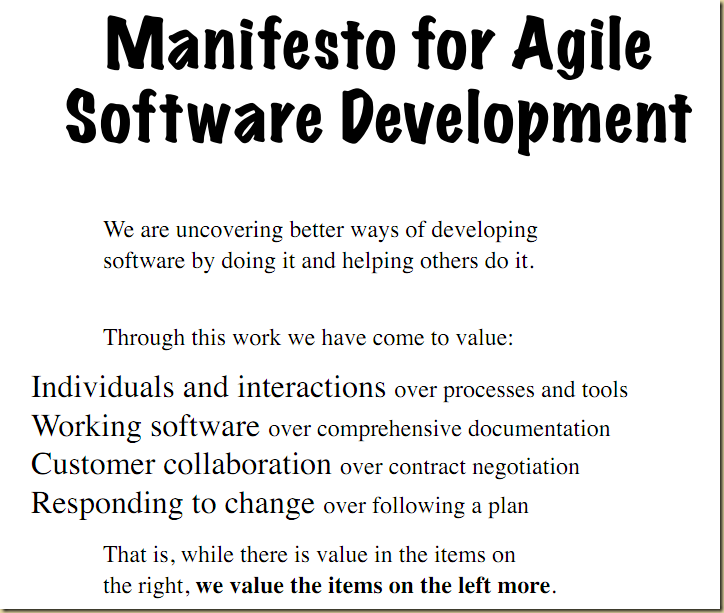 Manifesto for Agile
Software Development
We are uncovering better ways of developing
software by doing it and helping others do it.
Through this work we have come to value:
Individuals and interactions over processes and tools
Working software over comprehensive documentation
Customer collaboration over contract negotiation
Responding to change over following a plan
That is, while there is value in the items on
the right, we value the items on the left more.